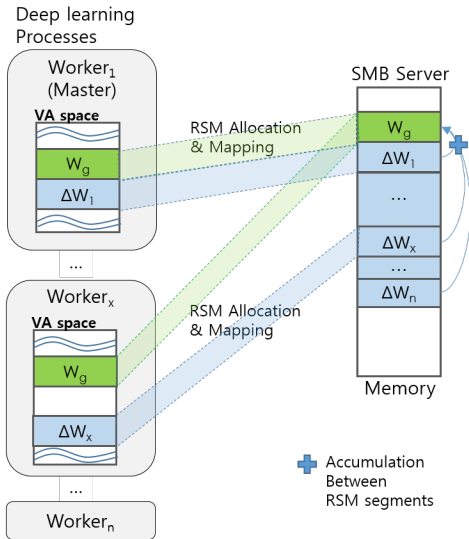 Deep learning
Processes
Worker1
(Master)
VA space
Wg
ΔW1
...
Workerx
VA space
Wg
ΔWx
...
Workern
RSM Allocation
& Mapping
RSM Allocation
& Mapping
SMB Server
Wg
ΔW1
...
ΔWx
...
ΔWn
Memory
Accumulation
Between
RSM segments